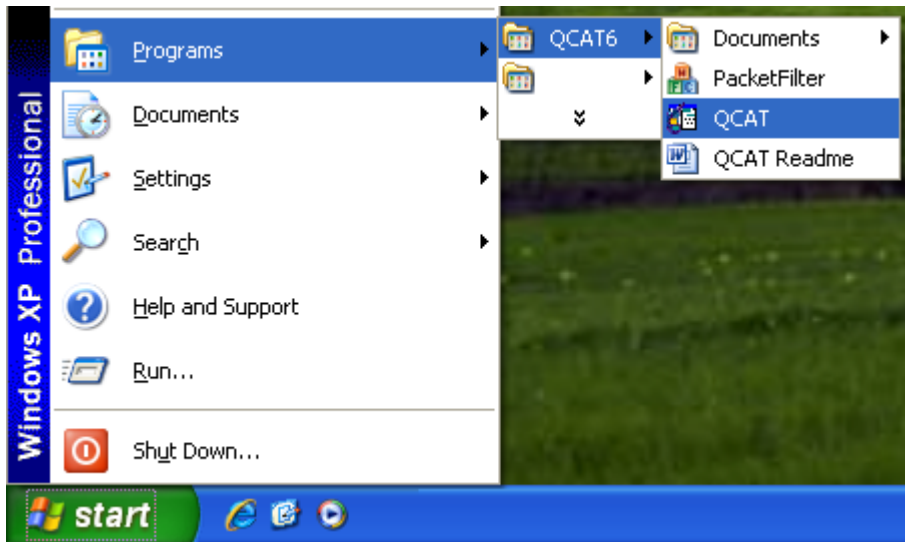 Windows XP Professional
Programs
Documents
Settings
Search
Help and Support
Run...
Shut Down...
QCAT6
Documents
PacketFilter
QCAT
QCAT Readme
start